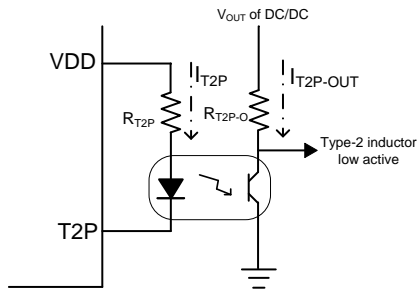 VOUT of DC/DC
VDD
IT2P
IT2P-OUT
RT2P
RT2P-O
Type-2 inductor
low active
T2P